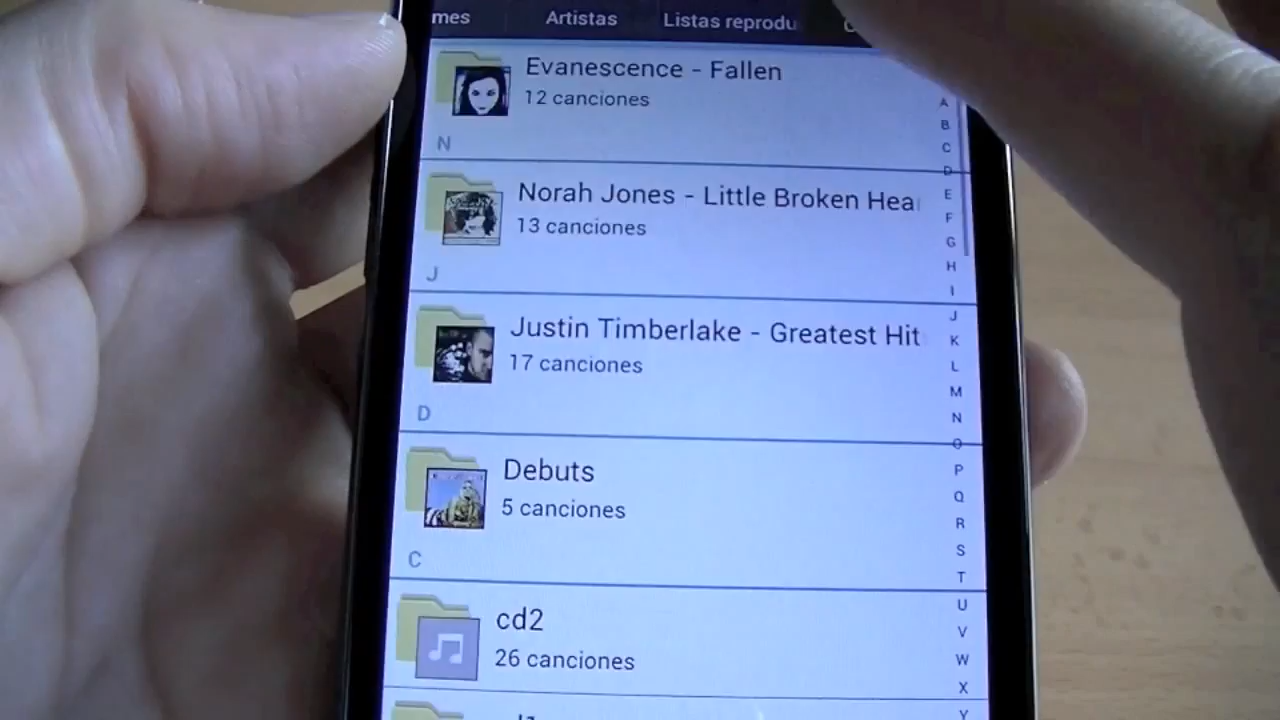 mes Artistas Listas reprodu
Evanescence - Fallen
12 canciones
N
Norah Jones - Little Broken Hea
13 canciones
J
Justin Timberlake - Greatest Hit
17 canciones
D
Debuts
5 canciones
C
cd2
26 canciones
A
B
C
D
E
F
G
H
I
J
K
L
M
N
O
P
Q
R
S
T
U
V
W
X
Y